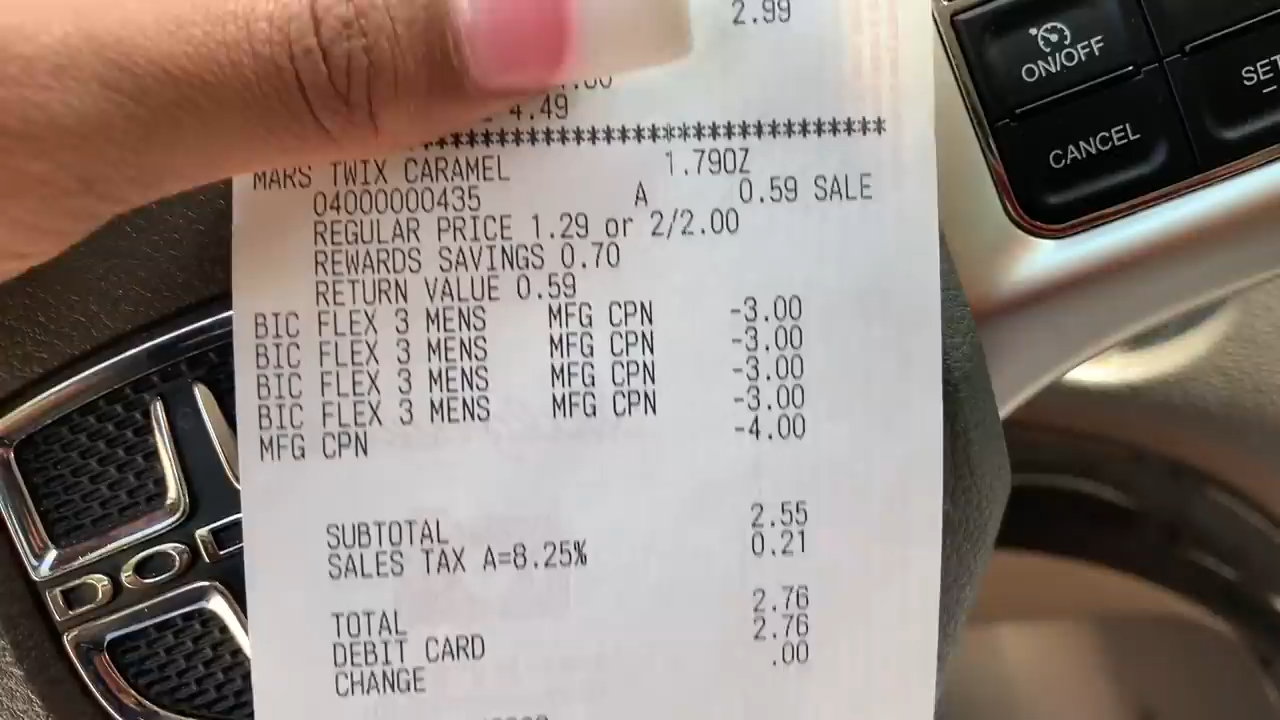 2.99
4.49
******************************
MARS TWIX CARAMEL 1.79OZ
04000000435 A 0.59 SALE
REGULAR PRICE 1.29 or 2/2.00
REWARDS SAVINGS 0.70
RETURN VALUE 0.59
BIC FLEX 3 MENS MFG CPN -3.00
BIC FLEX 3 MENS MFG CPN -3.00
BIC FLEX 3 MENS MFG CPN -3.00
BIC FLEX 3 MENS MFG CPN -3.00
MFG CPN -4.00
SUBTOTAL 2.55
SALES TAX A=8.25% 0.21
TOTAL 2.76
DEBIT CARD 2.76
CHANGE .00
ON/OFF
CANCEL
SET
DO